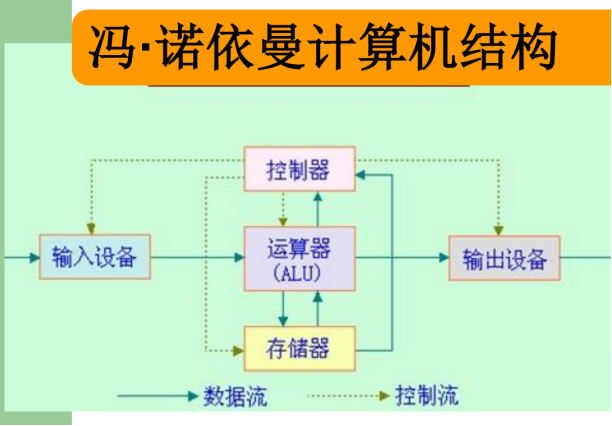 冯·诺依曼计算机结构
控制器
输入设备
运算器
(ALU)
输出设备
存储器
数据流
控制流